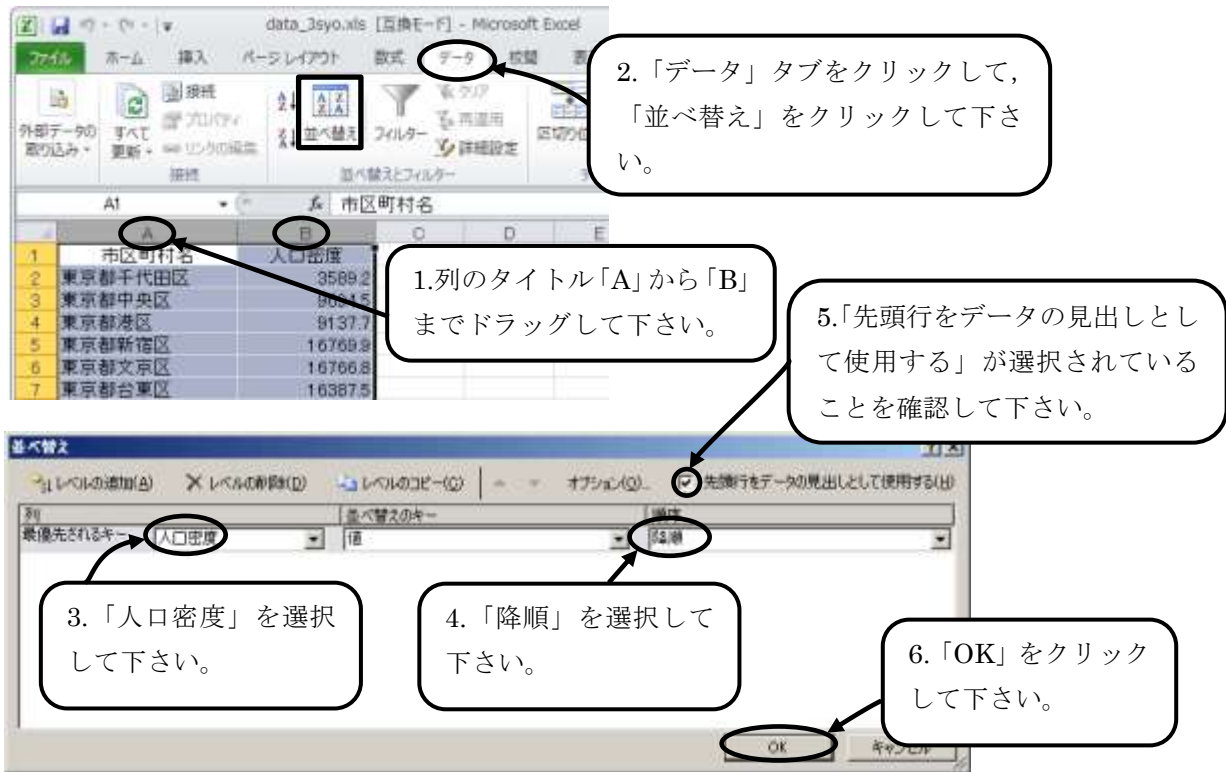 data_3syo.xls [互換モード] - Microsoft Excel
ファイル ホーム 挿入 ページ レイアウト 数式 データ 校閲
外部データの取り込み すべて更新 接続 プロパティ リンクの編集 並べ替え フィルター クリア 再適用 詳細設定
接続 並べ替えとフィルター
A1 fx 市区町村名
A B C D E
1 市区町村名 人口密度
2 東京都千代田区 3589.2
3 東京都中央区
4 東京都港区 9137.7
5 東京都新宿区 16769.9
6 東京都文京区 16766.8
7 東京都台東区 16387.5
2.「データ」タブをクリックして,
「並べ替え」をクリックして下さ
い。
1.列のタイトル「A」から「B」
までドラッグして下さい。
5.「先頭行をデータの見出しとし
て使用する」が選択されている
ことを確認して下さい。
並べ替え
レベルの追加(A) レベルの削除(D) レベルのコピー(C) オプション(O)... 先頭行をデータの見出しとして使用する(H)
列 並べ替えのキー 順序
最優先されるキー 人口密度 値 降順
3.「人口密度」を選択
して下さい。
4.「降順」を選択して
下さい。
6.「OK」をクリック
して下さい。
OK キャンセル